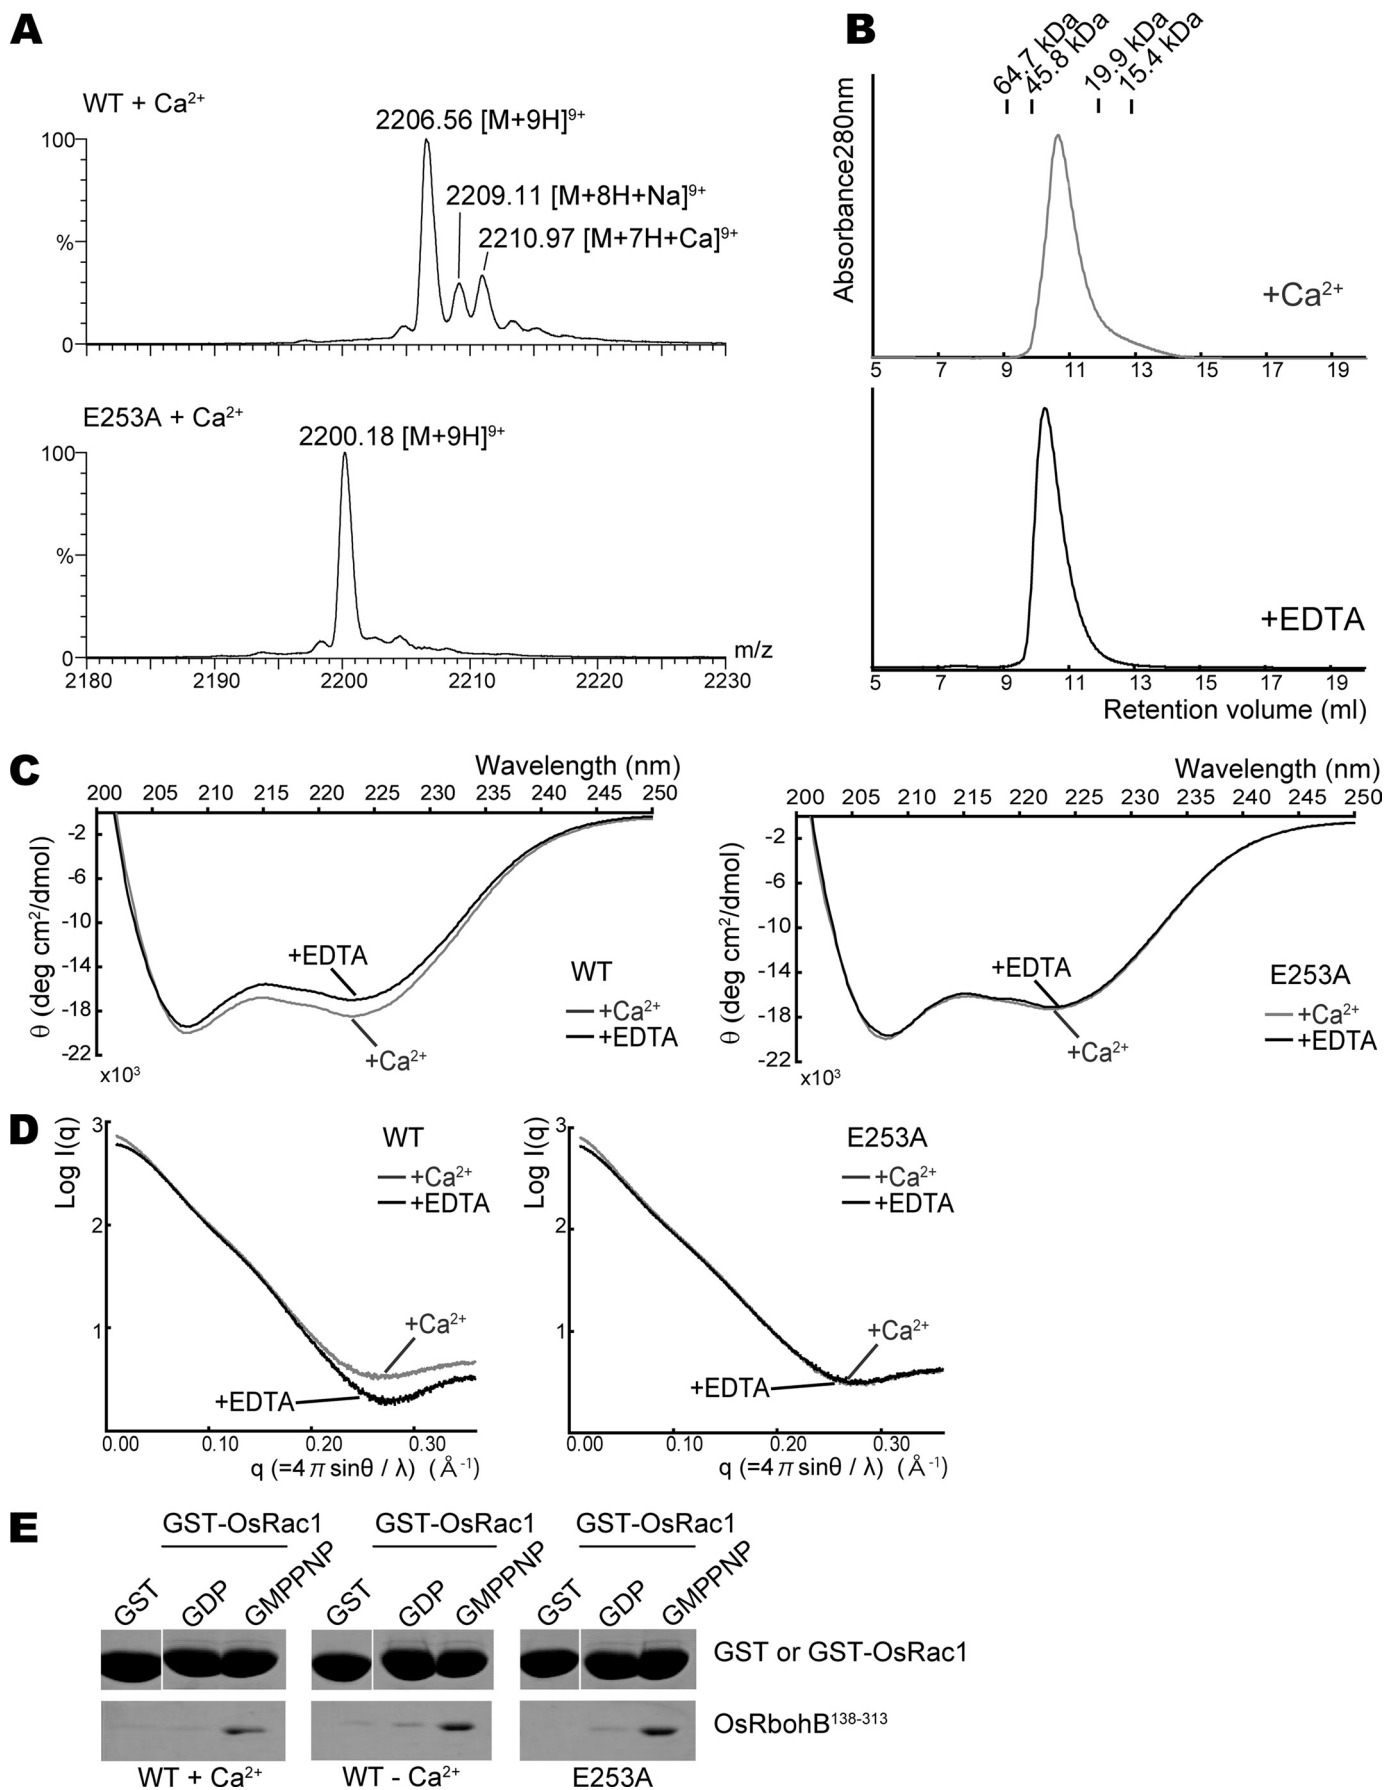 A
WT + Ca²⁺
2206.56 [M+9H]⁹⁺
2209.11 [M+8H+Na]⁹⁺
2210.97 [M+7H+Ca]⁹⁺
100
%
0
E253A + Ca²⁺
2200.18 [M+9H]⁹⁺
100
%
0
m/z
2180 2190 2200 2210 2220 2230
B
64.7 kDa
45.8 kDa
19.9 kDa
15.4 kDa
Absorbance280nm
+Ca²⁺
5 7 9 11 13 15 17 19
+EDTA
5 7 9 11 13 15 17 19
Retention volume (ml)
C
Wavelength (nm)
200 205 210 215 220 225 230 235 240 245 250
-2
-6
-10
-14
-18
-22
θ (deg cm²/dmol)
x10³
+EDTA
+Ca²⁺
WT
+Ca²⁺
+EDTA
Wavelength (nm)
200 205 210 215 220 225 230 235 240 245 250
-2
-6
-10
-14
-18
-22
θ (deg cm²/dmol)
x10³
+EDTA
+Ca²⁺
E253A
+Ca²⁺
+EDTA
D
Log I(q)
3
2
1
WT
+Ca²⁺
+EDTA
+Ca²⁺
+EDTA
0.00 0.10 0.20 0.30
q (=4πsinθ / λ) (Å⁻¹)
Log I(q)
3
2
1
E253A
+Ca²⁺
+EDTA
+Ca²⁺
+EDTA
0.00 0.10 0.20 0.30
q (=4πsinθ / λ) (Å⁻¹)
E
GST-OsRac1 GST-OsRac1 GST-OsRac1
GST GDP GMPPNP GST GDP GMPPNP GST GDP GMPPNP
GST or GST-OsRac1
OsRbohB¹³⁸⁻³¹³
WT + Ca²⁺ WT - Ca²⁺ E253A